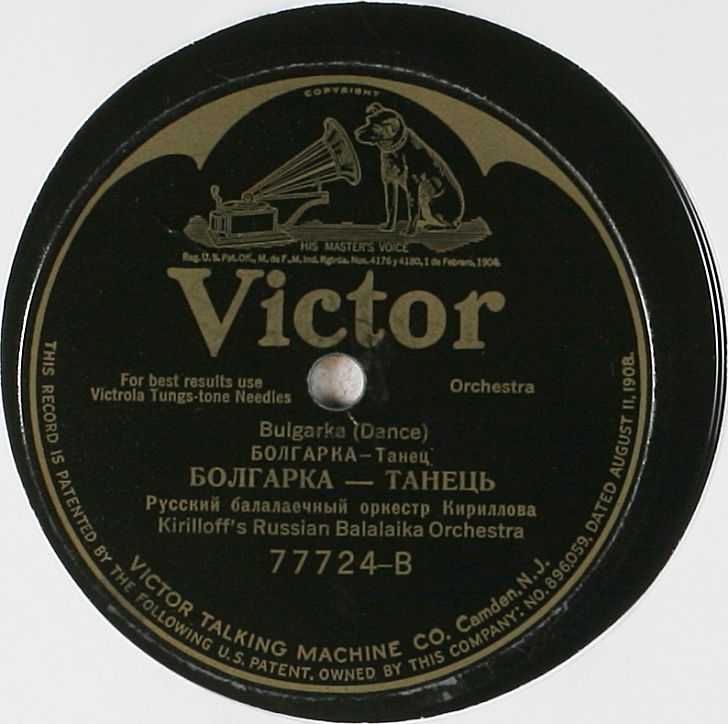 COPYRIGHT
HIS MASTER'S VOICE
Reg. U.S. Pat. Off., M. de F., M. Ind. Rgtrda. Nos. 4176 y 4180, 1 de Febrero, 1908.
Victor
For best results use
Victrola Tungs-tone Needles
Orchestra
Bulgarka (Dance)
БОЛГАРКА — Танец
БОЛГАРКА — ТАНЕЦЬ
Русский балалаечный оркестр Кириллова
Kirilloff's Russian Balalaika Orchestra
77724-B
VICTOR TALKING MACHINE CO. Camden, N.J.
THIS RECORD IS PATENTED BY THE FOLLOWING U.S. PATENT, OWNED BY THIS COMPANY: NO. 896,059, DATED AUGUST 11, 1908.